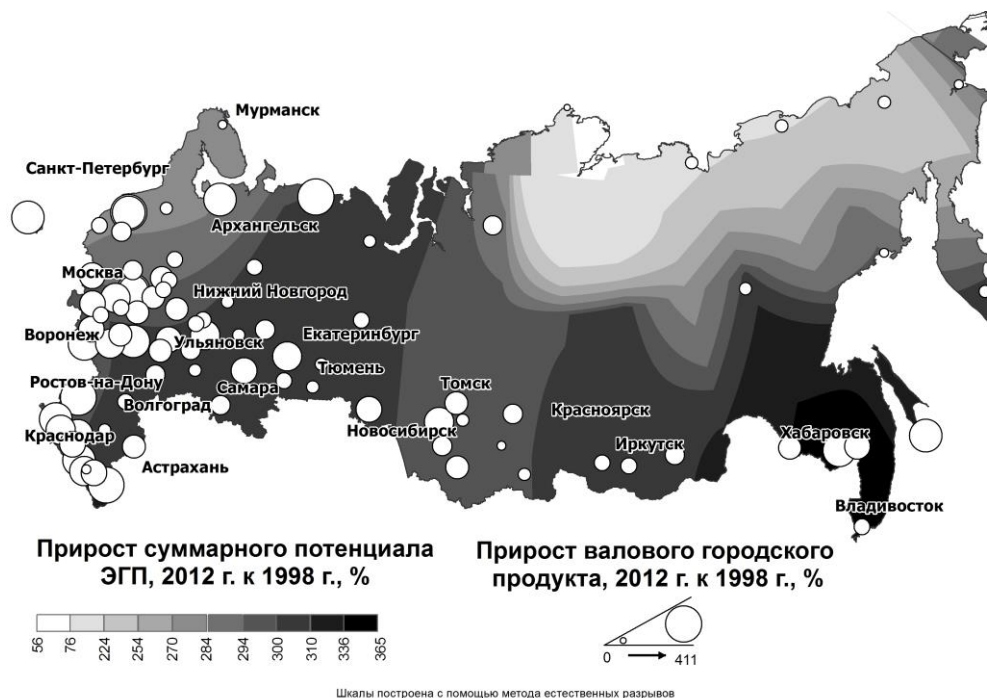 Мурманск
Санкт-Петербург
Архангельск
Москва
Нижний Новгород
Воронеж
Ульяновск
Екатеринбург
Тюмень
Ростов-на-Дону
Самара
Волгоград
Томск
Красноярск
Краснодар
Новосибирск
Иркутск
Хабаровск
Астрахань
Владивосток
Прирост суммарного потенциала
ЭГП, 2012 г. к 1998 г., %
56 76 224 254 270 284 294 300 310 336 365
Прирост валового городского
продукта, 2012 г. к 1998 г., %
0 411
Шкалы построена с помощью метода естественных разрывов